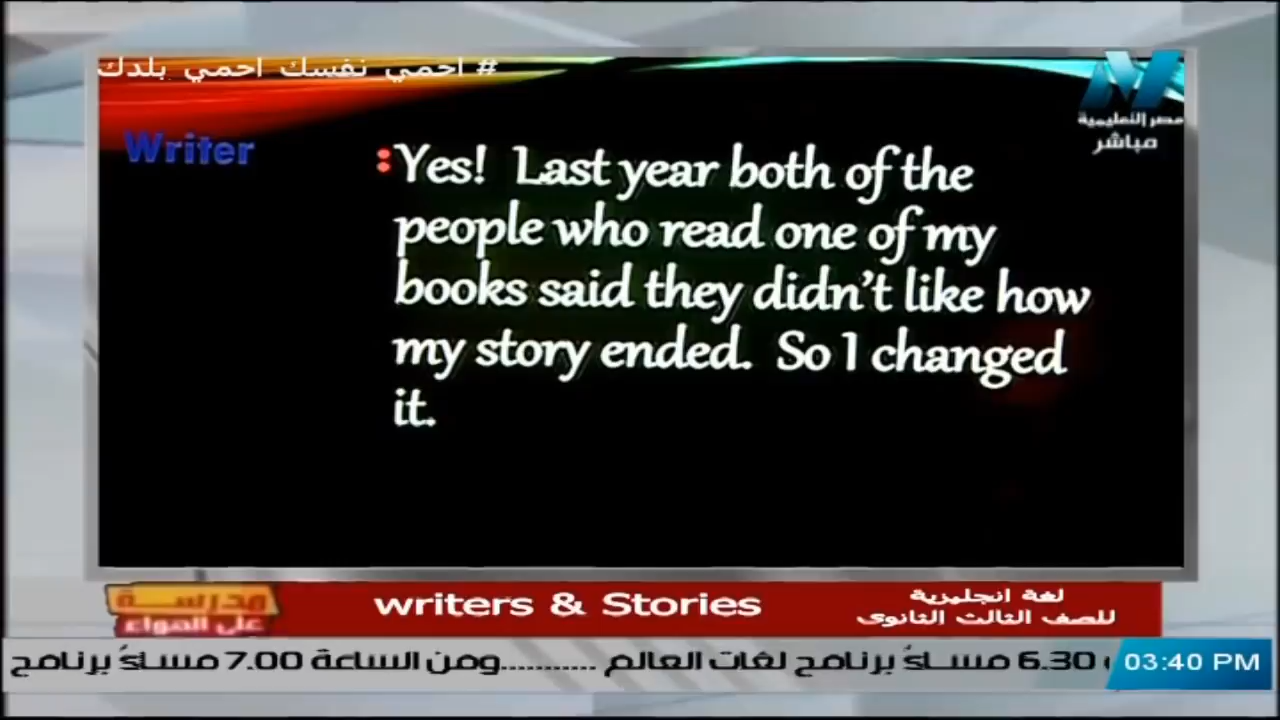 # احمي نفسك احمي بلدك
مصر التعليمية
مباشر
Writer
:Yes! Last year both of the
people who read one of my
books said they didn't like how
my story ended. So I changed
it.
مدرسة
على الهواء
writers & Stories
لغة انجليزية
للصف الثالث الثانوى
6.30 مساءً برنامج لغات العالم ...........ومن الساعة 7.00 مساءً برنامج
03:40 PM